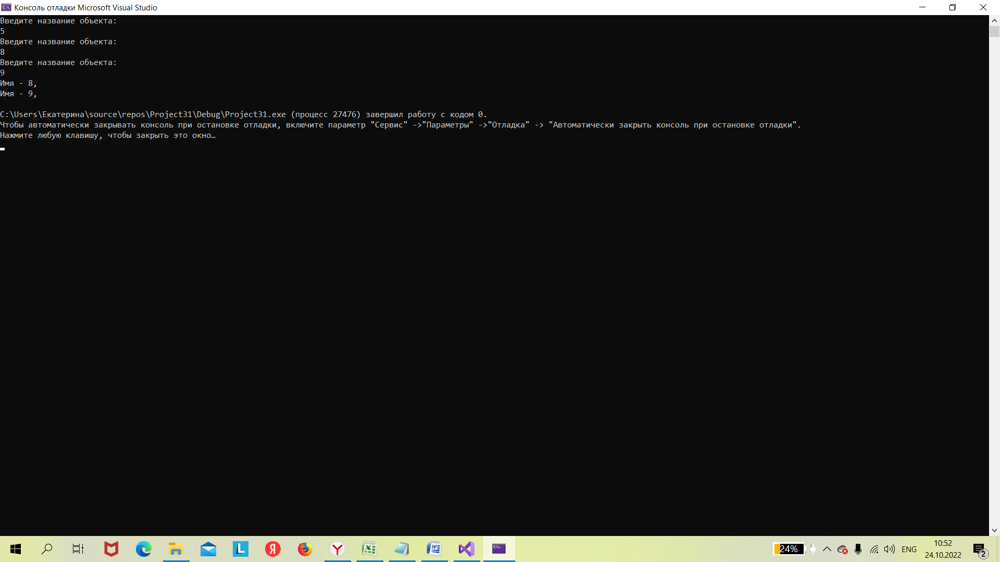 Консоль отладки Microsoft Visual Studio
Введите название объекта:
5
Введите название объекта:
8
Введите название объекта:
9
Имя - 8,
Имя - 9,
C:\Users\Екатерина\source\repos\Project31\Debug\Project31.exe (процесс 27476) завершил работу с кодом 0.
Чтобы автоматически закрывать консоль при остановке отладки, включите параметр "Сервис" ->"Параметры" ->"Отладка" -> "Автоматически закрыть консоль при остановке отладки".
Нажмите любую клавишу, чтобы закрыть это окно…
24%
ENG
10:52
24.10.2022
2